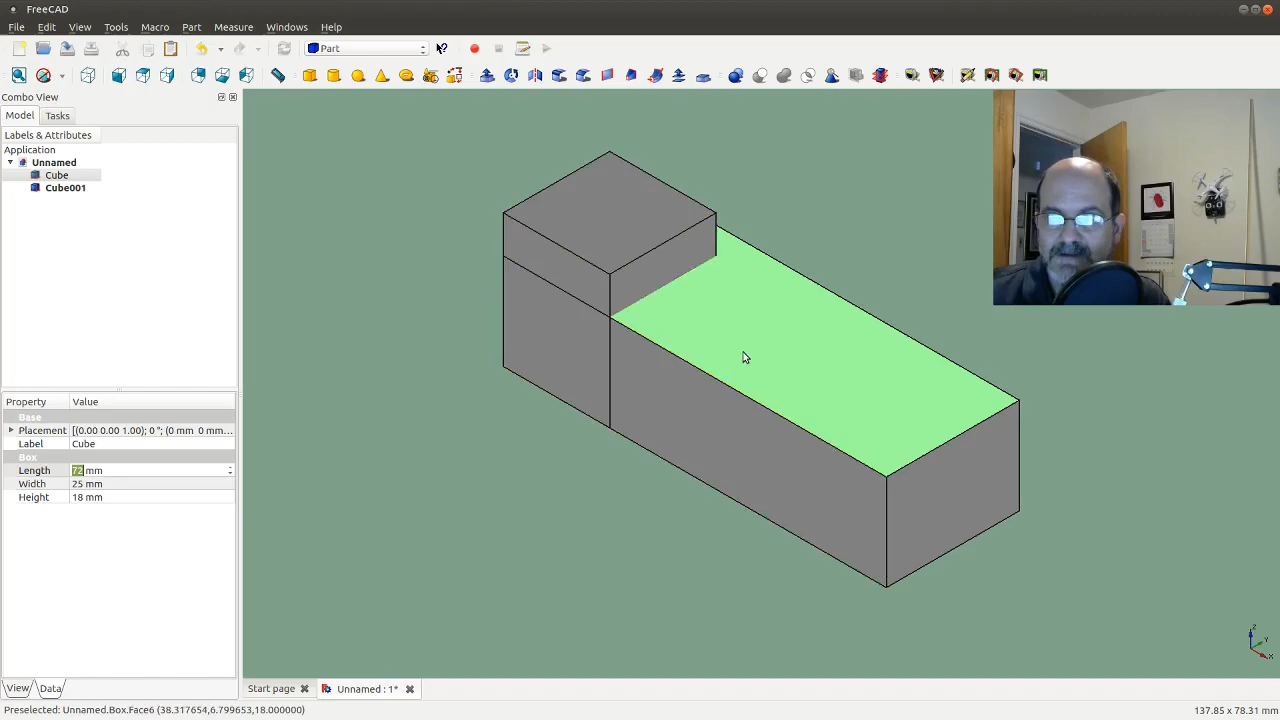 FreeCAD
File Edit View Tools Macro Part Measure Windows Help
Part
Combo View
Model Tasks
Labels & Attributes
Application
Unnamed
Cube
Cube001
Property Value
Base
Placement [(0.00 0.00 1.00); 0 °; (0 mm 0 mm...
Label Cube
Box
Length 72 mm
Width 25 mm
Height 18 mm
Z
Y
X
View Data
Start page Unnamed : 1*
Preselected: Unnamed.Box.Face6 (38.317654,6.799653,18.000000) 137.85 x 78.31 mm